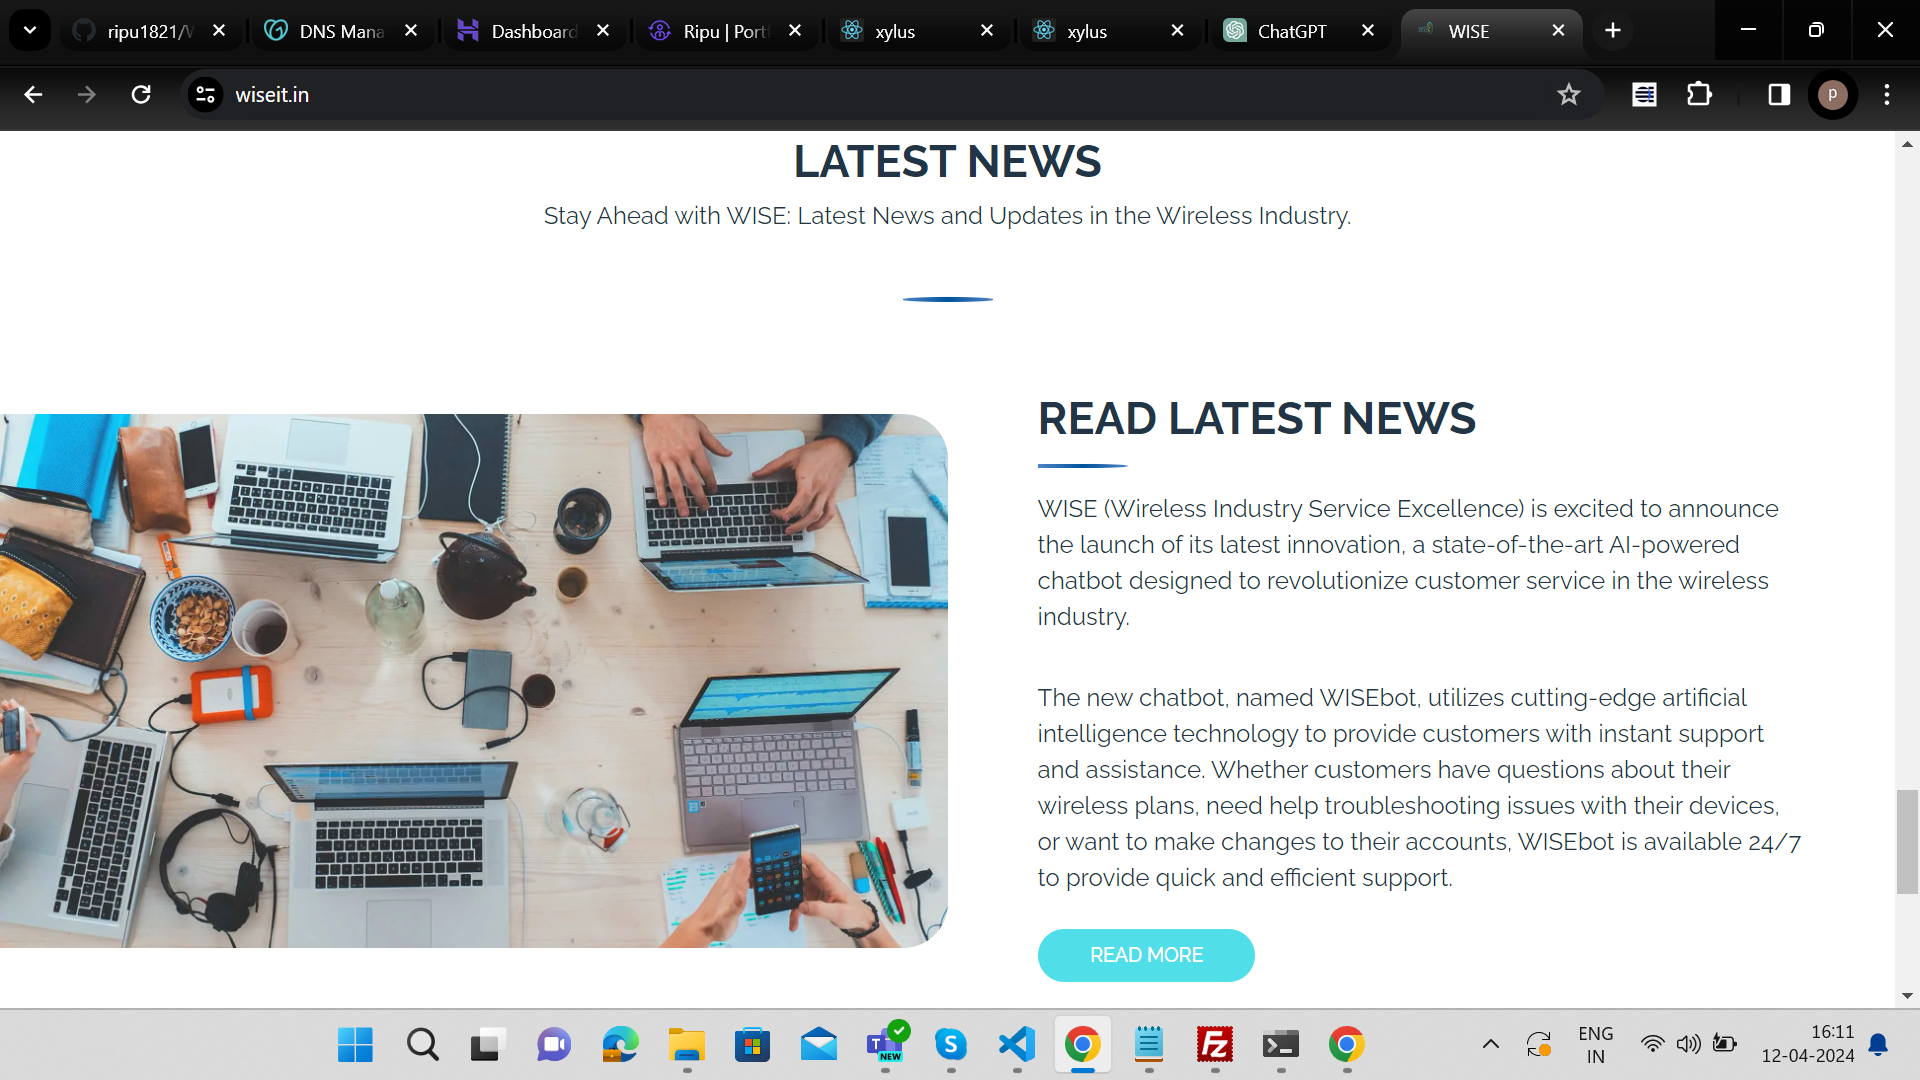 ripu1821/
DNS Mana
Dashboard
Ripu | Port
xylus
xylus
ChatGPT
WISE
wiseit.in
p
LATEST NEWS
Stay Ahead with WISE: Latest News and Updates in the Wireless Industry.
READ LATEST NEWS
WISE (Wireless Industry Service Excellence) is excited to announce
the launch of its latest innovation, a state-of-the-art AI-powered
chatbot designed to revolutionize customer service in the wireless
industry.
The new chatbot, named WISEbot, utilizes cutting-edge artificial
intelligence technology to provide customers with instant support
and assistance. Whether customers have questions about their
wireless plans, need help troubleshooting issues with their devices,
or want to make changes to their accounts, WISEbot is available 24/7
to provide quick and efficient support.
READ MORE
T
NEW
S
Fz
ENG
IN
16:11
12-04-2024